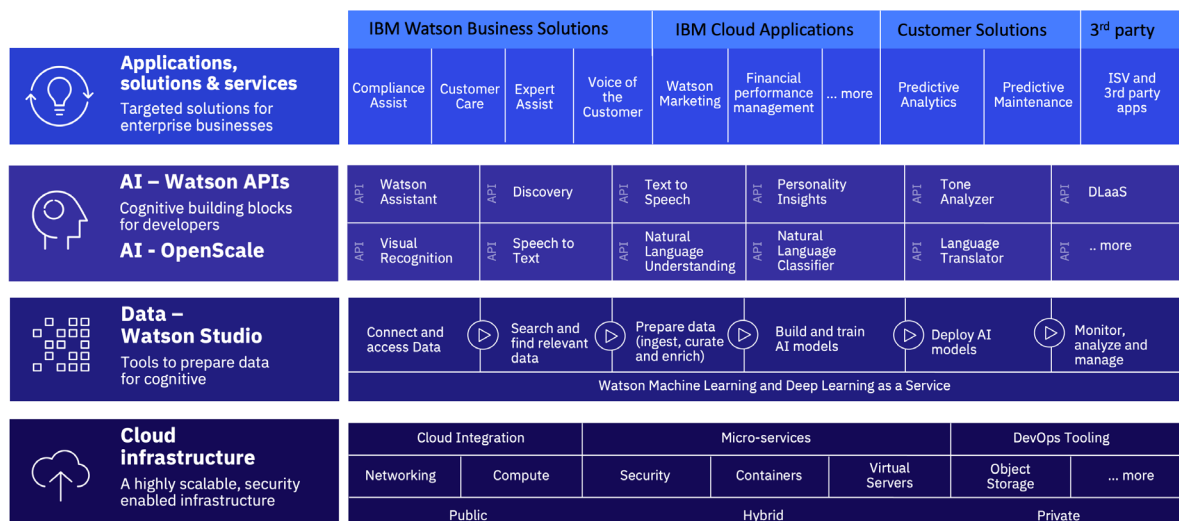 IBM Watson Business Solutions
IBM Cloud Applications
Customer Solutions
3rd party
Applications,
solutions & services
Targeted solutions for
enterprise businesses
Compliance
Assist
Customer
Care
Expert
Assist
Voice of
the
Customer
Watson
Marketing
Financial
performance
management
... more
Predictive
Analytics
Predictive
Maintenance
ISV and
3rd party
apps
AI – Watson APIs
Cognitive building blocks
for developers
AI - OpenScale
API
Watson
Assistant
API
Discovery
API
Text to
Speech
API
Personality
Insights
API
Tone
Analyzer
API
DLaaS
API
Visual
Recognition
API
Speech to
Text
API
Natural
Language
Understanding
API
Natural
Language
Classifier
API
Language
Translator
API
.. more
Data –
Watson Studio
Tools to prepare data
for cognitive
Connect and
access Data
Search and
find relevant
data
Prepare data
(ingest, curate
and enrich)
Build and train
AI models
Deploy AI
models
Monitor,
analyze and
manage
Watson Machine Learning and Deep Learning as a Service
Cloud
infrastructure
A highly scalable, security
enabled infrastructure
Cloud Integration
Micro-services
DevOps Tooling
Networking
Compute
Security
Containers
Virtual
Servers
Object
Storage
... more
Public
Hybrid
Private